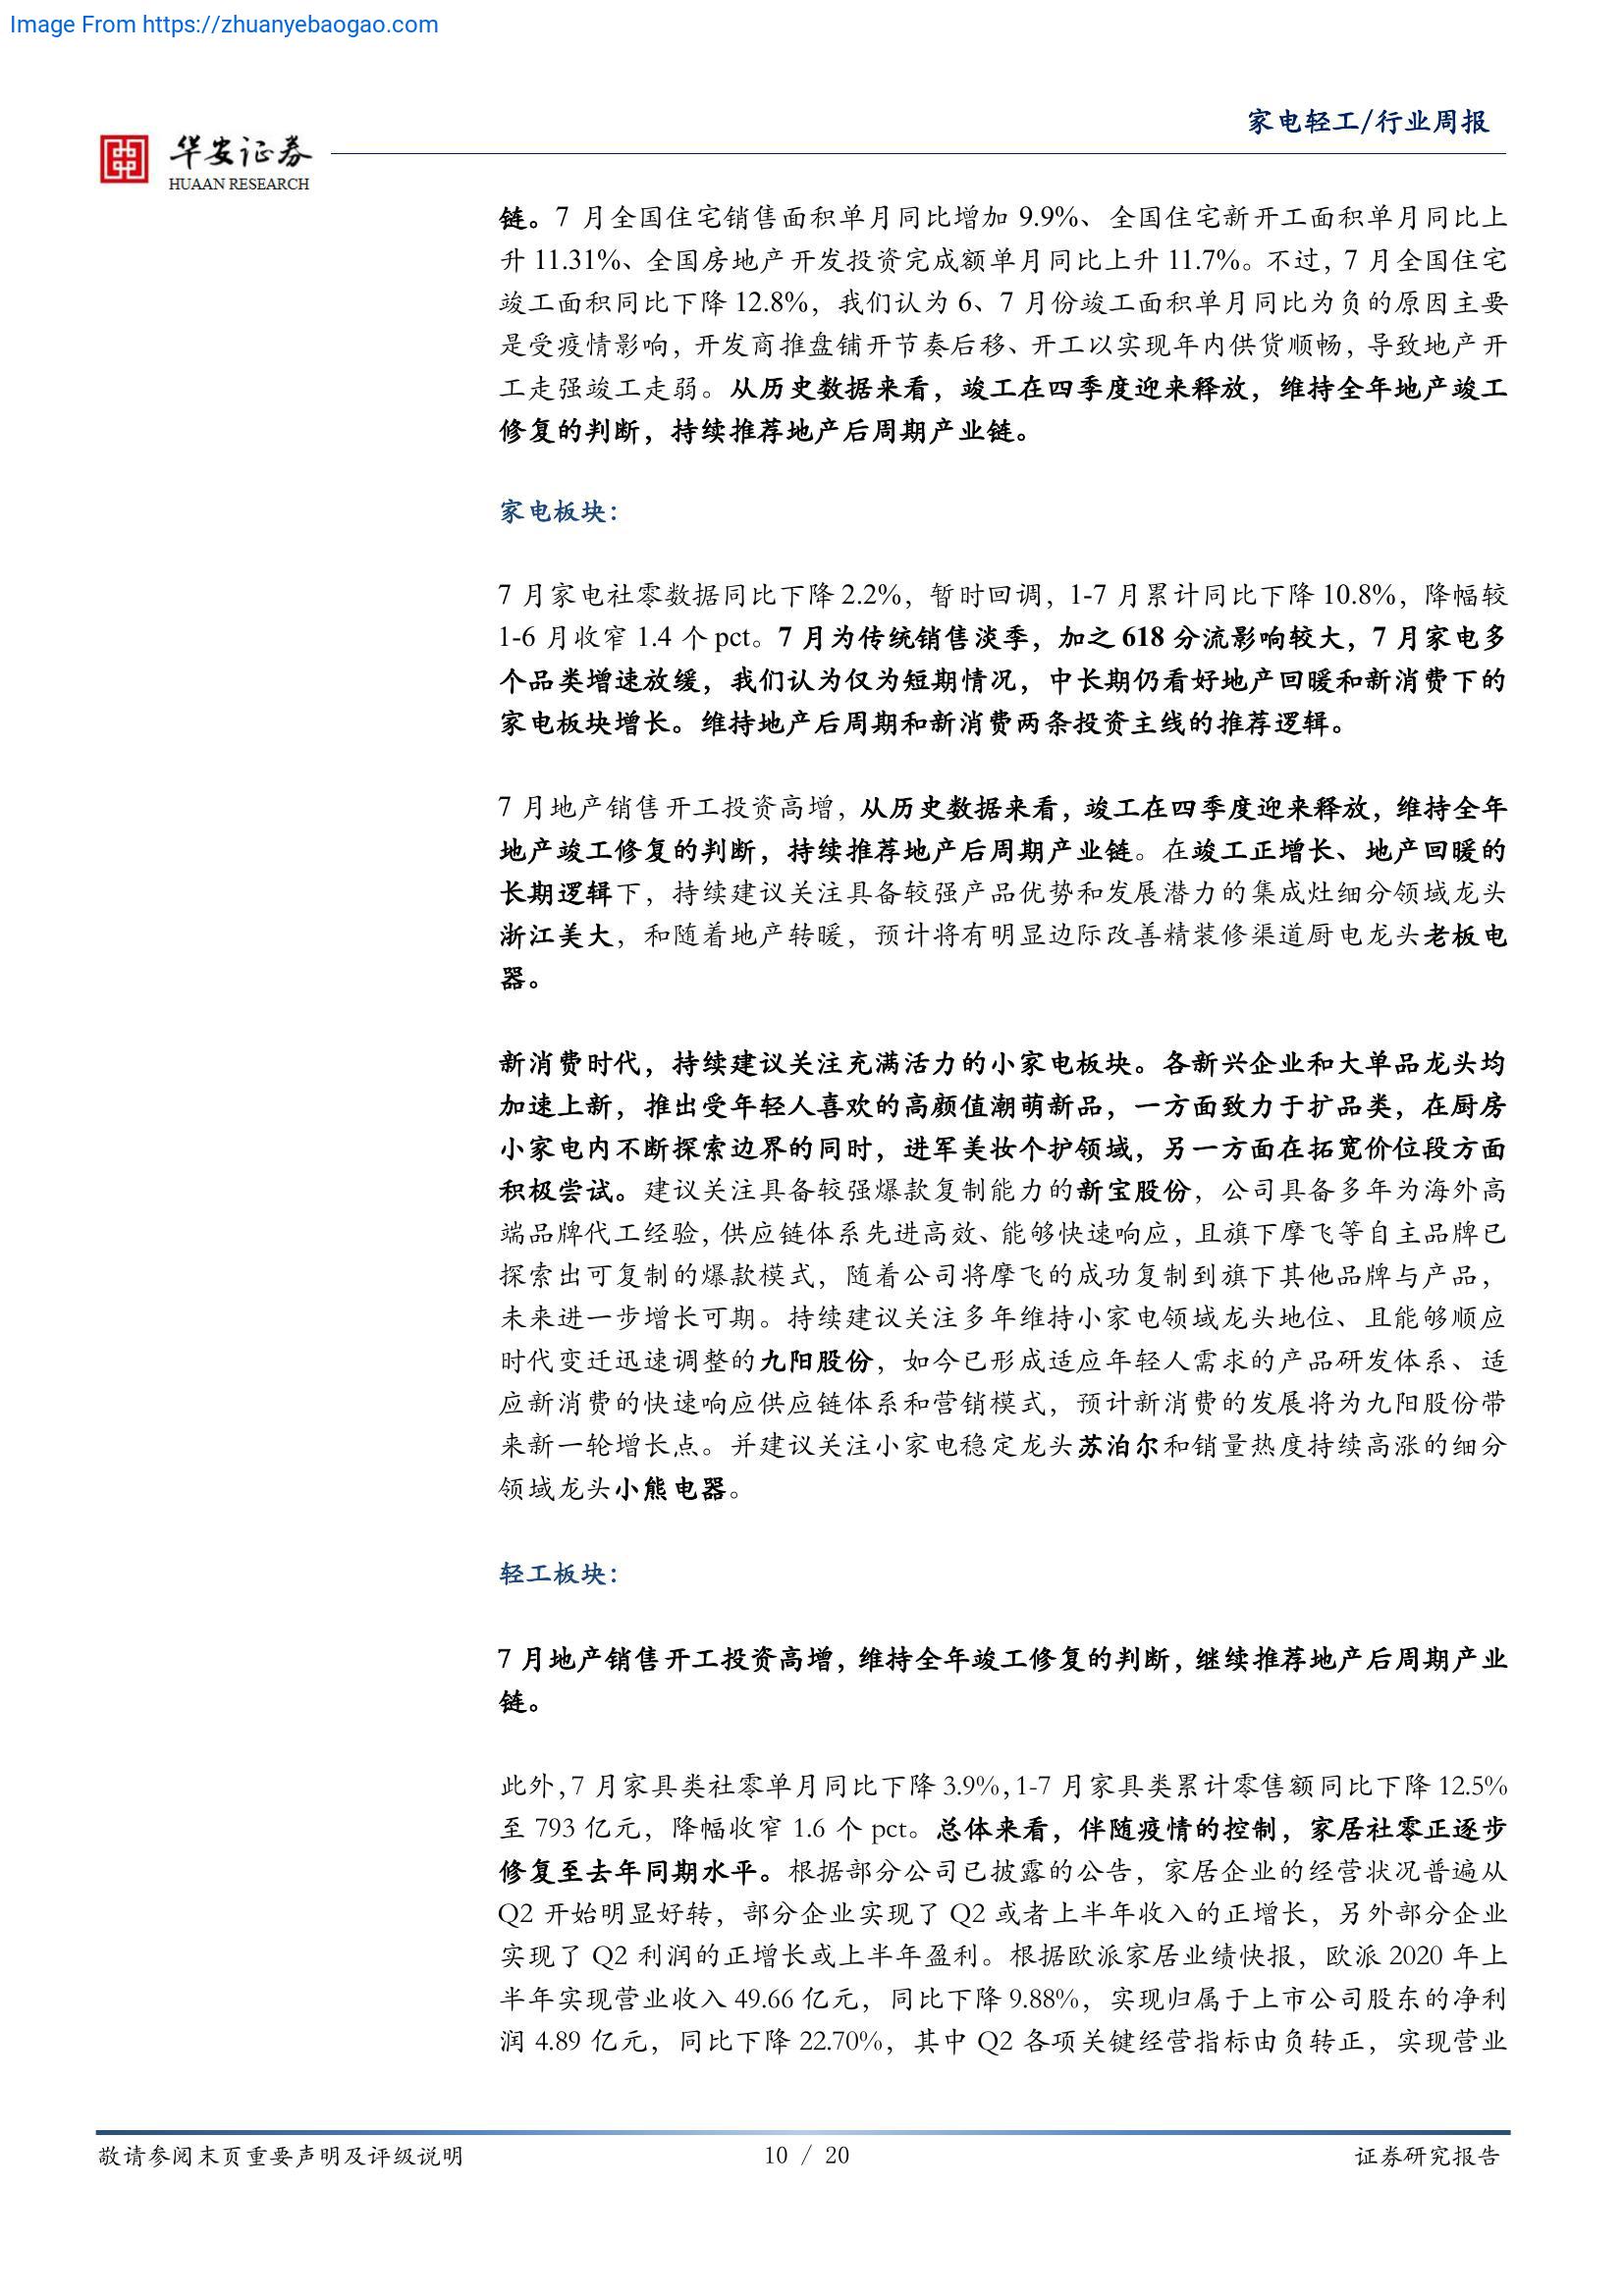 Image From https://zhuanyebaogao.com
家电轻工/行业周报
华安证券
HUAAN RESEARCH
链。7 月全国住宅销售面积单月同比增加 9.9%、全国住宅新开工面积单月同比上
升 11.31%、全国房地产开发投资完成额单月同比上升 11.7%。不过，7 月全国住宅
竣工面积同比下降 12.8%，我们认为 6、7 月份竣工面积单月同比为负的原因主要
是受疫情影响，开发商推盘铺开节奏后移、开工以实现年内供货顺畅，导致地产开
工走强竣工走弱。从历史数据来看，竣工在四季度迎来释放，维持全年地产竣工
修复的判断，持续推荐地产后周期产业链。
家电板块：
7 月家电社零数据同比下降 2.2%，暂时回调，1-7 月累计同比下降 10.8%，降幅较
1-6 月收窄 1.4 个 pct。7 月为传统销售淡季，加之 618 分流影响较大，7 月家电多
个品类增速放缓，我们认为仅为短期情况，中长期仍看好地产回暖和新消费下的
家电板块增长。维持地产后周期和新消费两条投资主线的推荐逻辑。
7 月地产销售开工投资高增，从历史数据来看，竣工在四季度迎来释放，维持全年
地产竣工修复的判断，持续推荐地产后周期产业链。在竣工正增长、地产回暖的
长期逻辑下，持续建议关注具备较强产品优势和发展潜力的集成灶细分领域龙头
浙江美大，和随着地产转暖，预计将有明显边际改善精装修渠道厨电龙头老板电
器。
新消费时代，持续建议关注充满活力的小家电板块。各新兴企业和大单品龙头均
加速上新，推出受年轻人喜欢的高颜值潮萌新品，一方面致力于扩品类，在厨房
小家电内不断探索边界的同时，进军美妆个护领域，另一方面在拓宽价位段方面
积极尝试。建议关注具备较强爆款复制能力的新宝股份，公司具备多年为海外高
端品牌代工经验，供应链体系先进高效、能够快速响应，且旗下摩飞等自主品牌已
探索出可复制的爆款模式，随着公司将摩飞的成功复制到旗下其他品牌与产品，
未来进一步增长可期。持续建议关注多年维持小家电领域龙头地位、且能够顺应
时代变迁迅速调整的九阳股份，如今已形成适应年轻人需求的产品研发体系、适
应新消费的快速响应供应链体系和营销模式，预计新消费的发展将为九阳股份带
来新一轮增长点。并建议关注小家电稳定龙头苏泊尔和销量热度持续高涨的细分
领域龙头小熊电器。
轻工板块：
7 月地产销售开工投资高增，维持全年竣工修复的判断，继续推荐地产后周期产业
链。
此外，7 月家具类社零单月同比下降 3.9%，1-7 月家具类累计零售额同比下降 12.5%
至 793 亿元，降幅收窄 1.6 个 pct。总体来看，伴随疫情的控制，家居社零正逐步
修复至去年同期水平。根据部分公司已披露的公告，家居企业的经营状况普遍从
Q2 开始明显好转，部分企业实现了 Q2 或者上半年收入的正增长，另外部分企业
实现了 Q2 利润的正增长或上半年盈利。根据欧派家居业绩快报，欧派 2020 年上
半年实现营业收入 49.66 亿元，同比下降 9.88%，实现归属于上市公司股东的净利
润 4.89 亿元，同比下降 22.70%，其中 Q2 各项关键经营指标由负转正，实现营业
敬请参阅末页重要声明及评级说明
10 / 20
证券研究报告